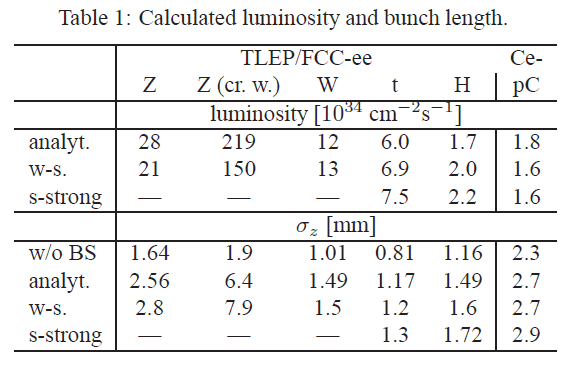 Table 1: Calculated luminosity and bunch length.
TLEP/FCC-ee Ce-
Z Z (cr. w.) W t H pC
luminosity [10³⁴ cm⁻²s⁻¹]
analyt. 28 219 12 6.0 1.7 1.8
w-s. 21 150 13 6.9 2.0 1.6
s-strong — — — 7.5 2.2 1.6
σz [mm]
w/o BS 1.64 1.9 1.01 0.81 1.16 2.3
analyt. 2.56 6.4 1.49 1.17 1.49 2.7
w-s. 2.8 7.9 1.5 1.2 1.6 2.7
s-strong — — — 1.3 1.72 2.9